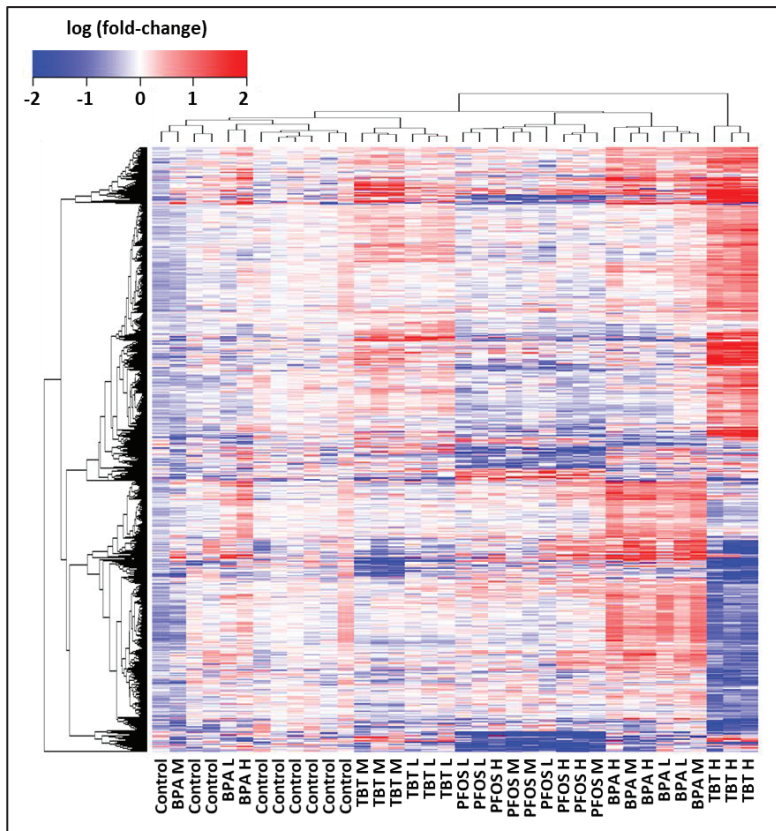 log (fold-change)
-2 -1 0 1 2
Control
BPA M
Control
Control
BPA L
BPA H
Control
Control
Control
Control
Control
Control
TBT M
TBT M
TBT M
TBT L
TBT L
TBT L
PFOS L
PFOS L
PFOS H
PFOS M
PFOS M
PFOS L
PFOS H
PFOS H
PFOS M
BPA H
BPA M
BPA H
BPA L
BPA L
BPA M
TBT H
TBT H
TBT H